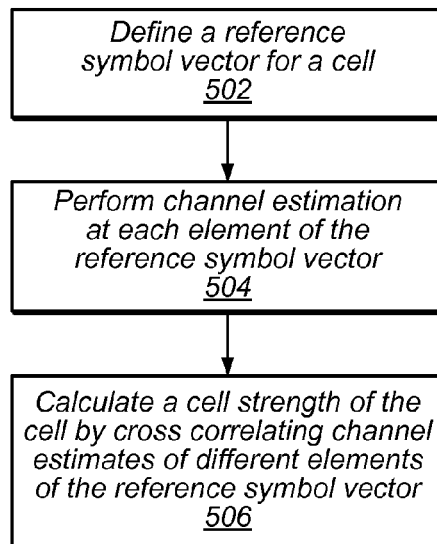 Define a reference
symbol vector for a cell
502
Perform channel estimation
at each element of the
reference symbol vector
504
Calculate a cell strength of the
cell by cross correlating channel
estimates of different elements
of the reference symbol vector
506